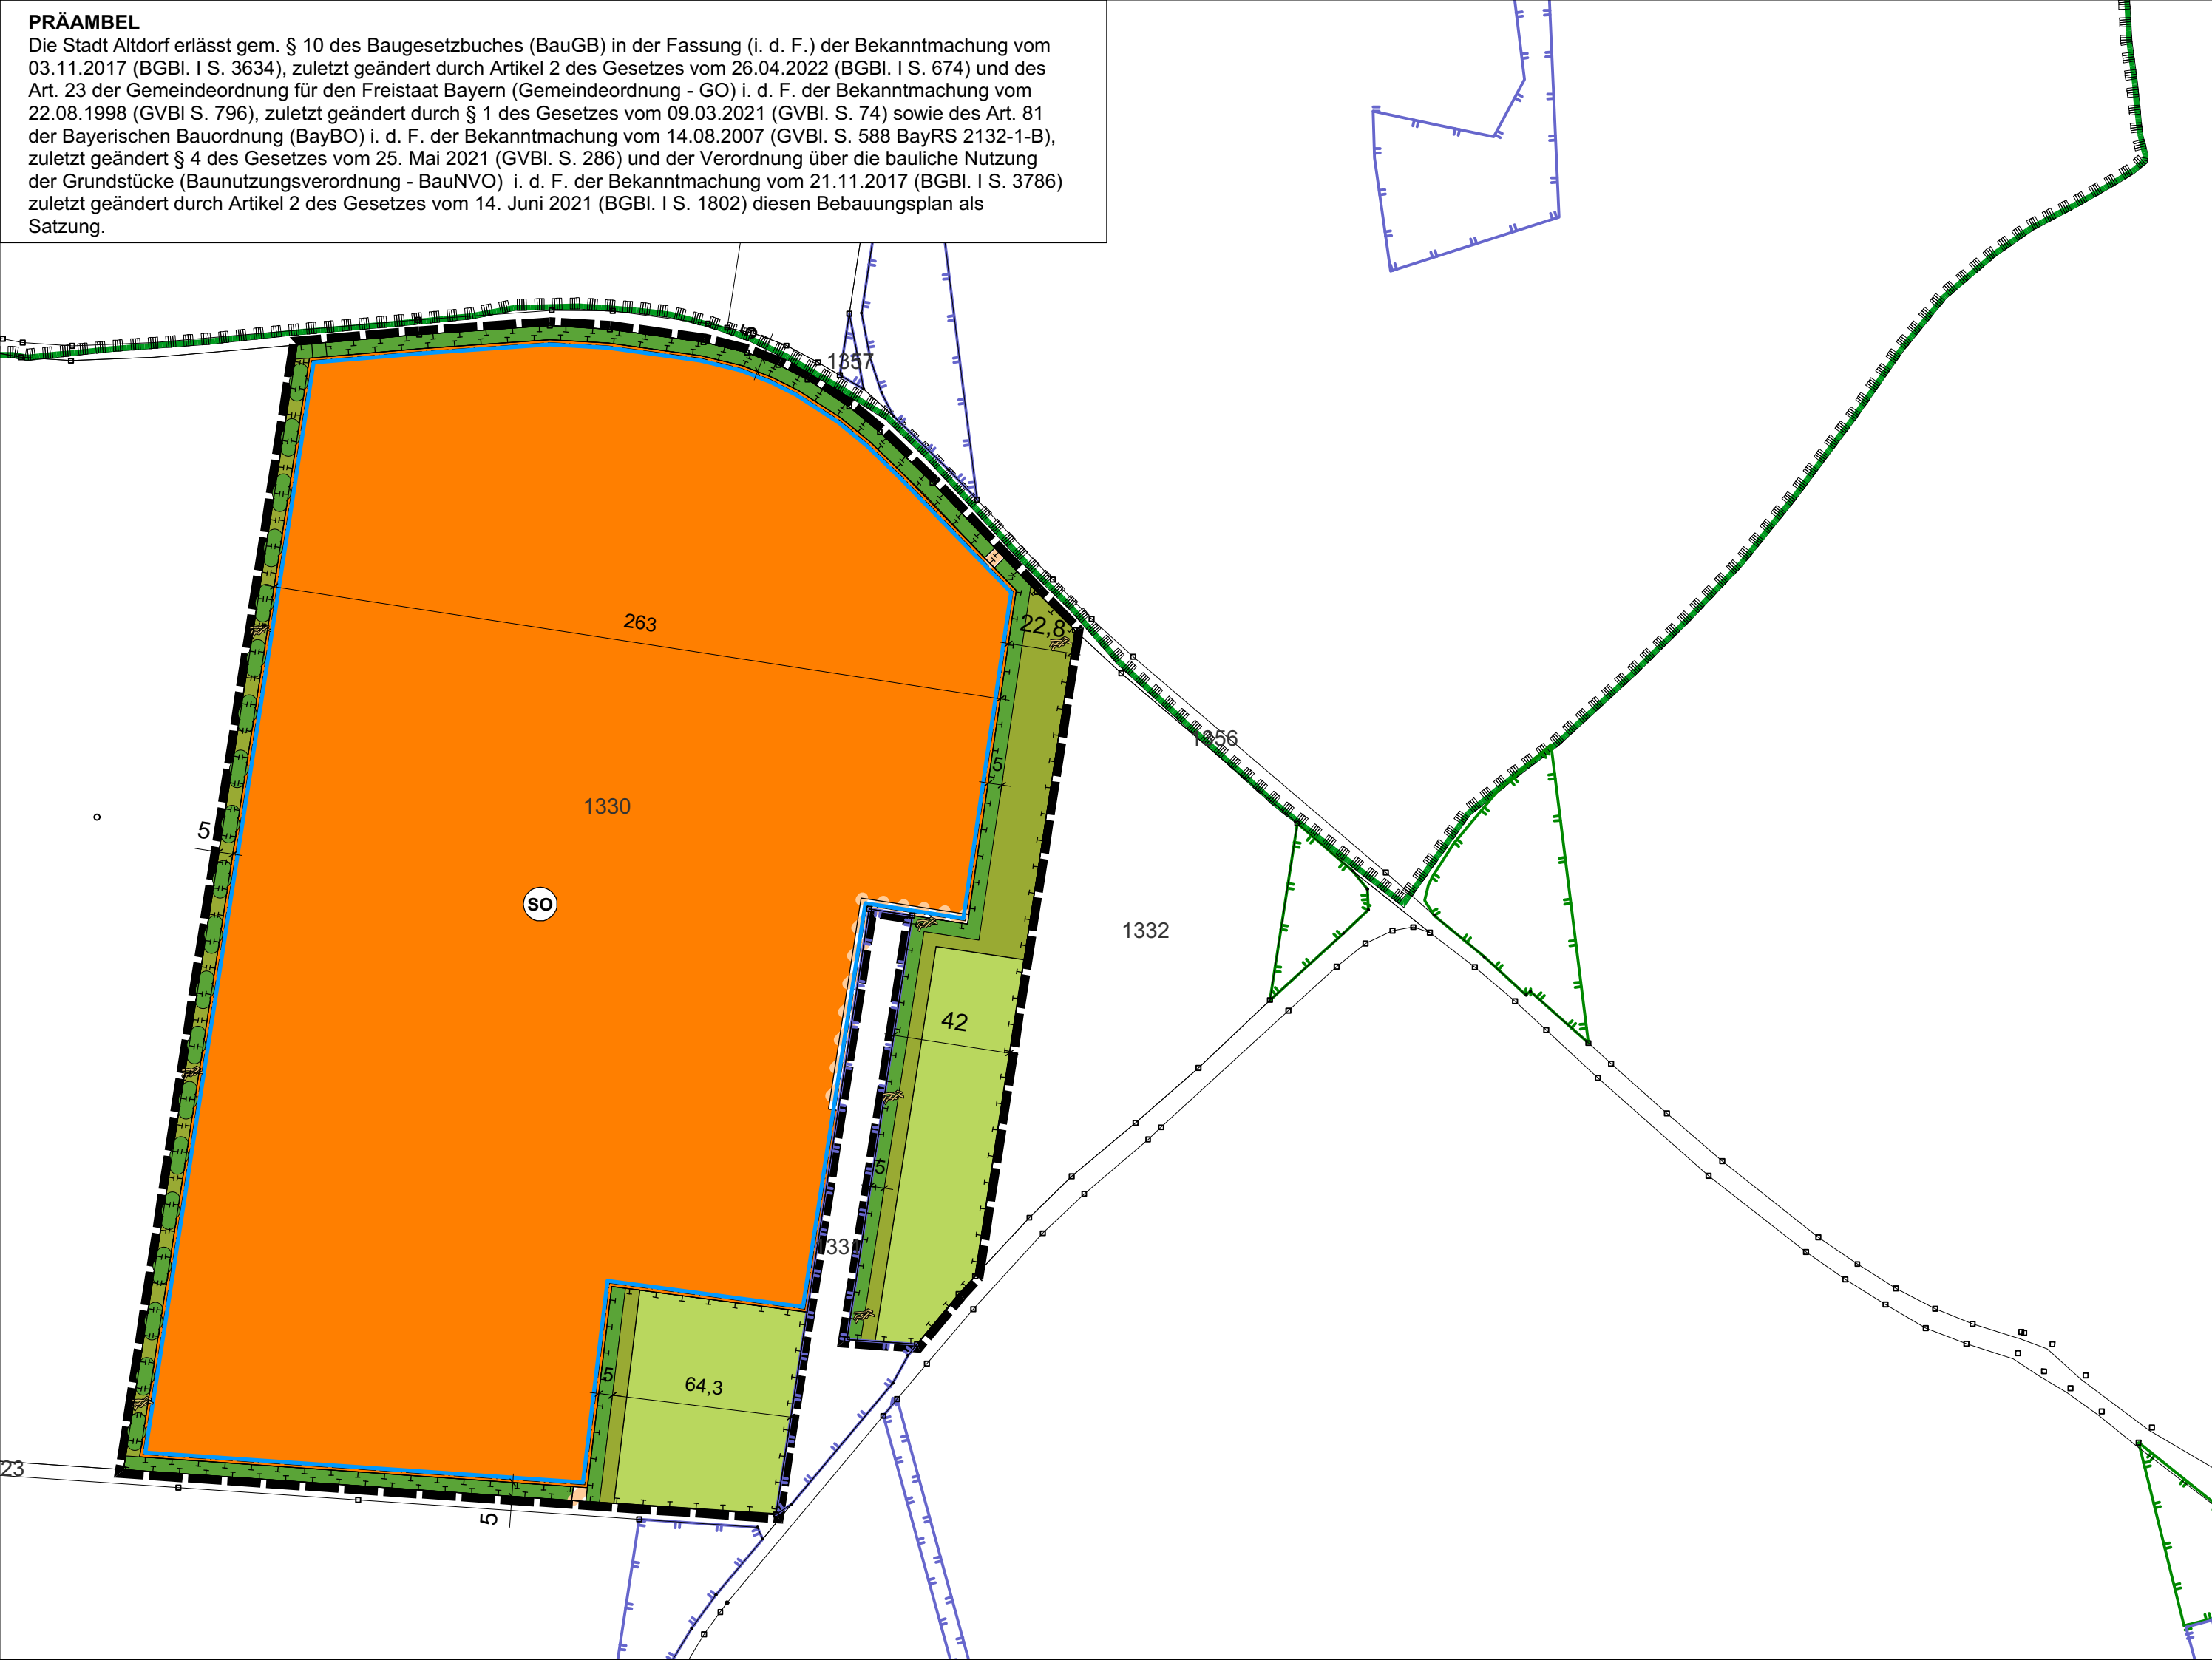 PRÄAMBEL
Die Stadt Altdorf erlässt gem. § 10 des Baugesetzbuches (BauGB) in der Fassung (i. d. F.) der Bekanntmachung vom
03.11.2017 (BGBl. I S. 3634), zuletzt geändert durch Artikel 2 des Gesetzes vom 26.04.2022 (BGBl. I S. 674) und des
Art. 23 der Gemeindeordnung für den Freistaat Bayern (Gemeindeordnung - GO) i. d. F. der Bekanntmachung vom
22.08.1998 (GVBl S. 796), zuletzt geändert durch § 1 des Gesetzes vom 09.03.2021 (GVBl. S. 74) sowie des Art. 81
der Bayerischen Bauordnung (BayBO) i. d. F. der Bekanntmachung vom 14.08.2007 (GVBl. S. 588 BayRS 2132-1-B),
zuletzt geändert § 4 des Gesetzes vom 25. Mai 2021 (GVBl. S. 286) und der Verordnung über die bauliche Nutzung
der Grundstücke (Baunutzungsverordnung - BauNVO)  i. d. F. der Bekanntmachung vom 21.11.2017 (BGBl. I S. 3786)
zuletzt geändert durch Artikel 2 des Gesetzes vom 14. Juni 2021 (BGBl. I S. 1802) diesen Bebauungsplan als
Satzung.
1357
263
22,8
1356
5
1330
5
SO
1332
42
5
5
64,3
23
5